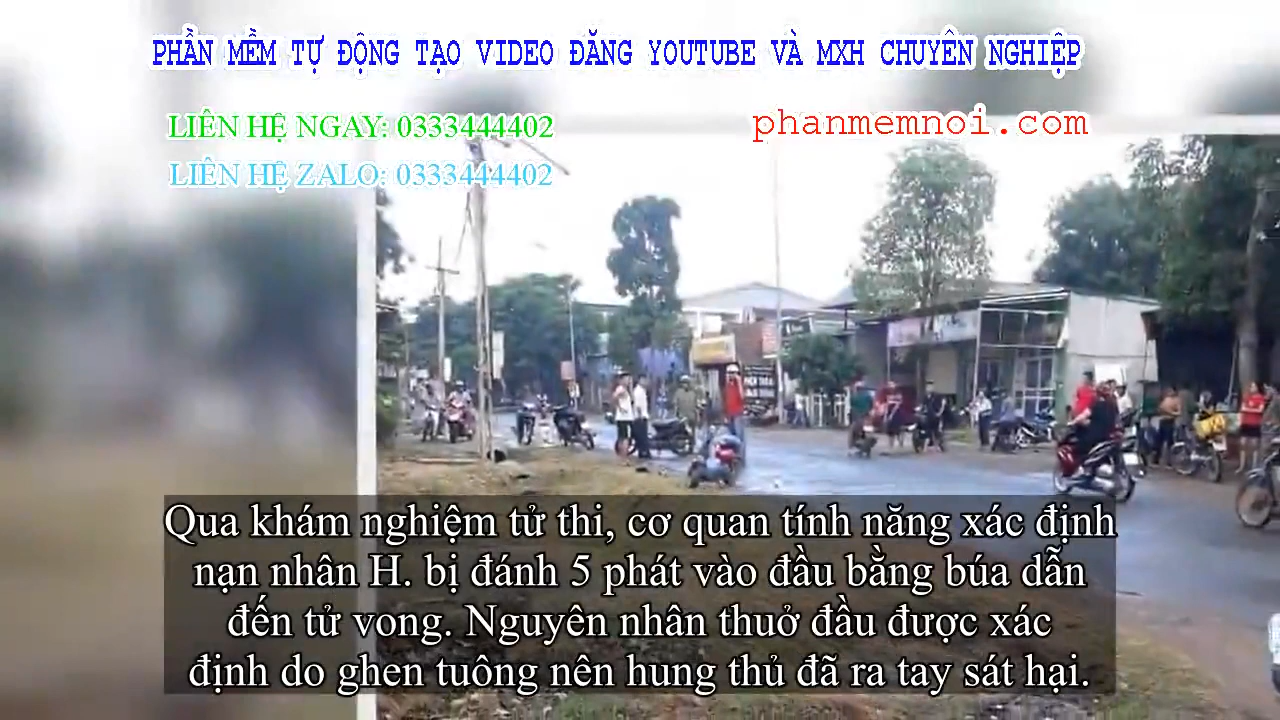 PHẦN MỀM TỰ ĐỘNG TẠO VIDEO ĐĂNG YOUTUBE VÀ MXH CHUYÊN NGHIỆP
LIÊN HỆ NGAY: 0333444402
phanmemnoi.com
LIÊN HỆ ZALO: 0333444402
Qua khám nghiệm tử thi, cơ quan tính năng xác định
nạn nhân H. bị đánh 5 phát vào đầu bằng búa dẫn
đến tử vong. Nguyên nhân thuở đầu được xác
định do ghen tuông nên hung thủ đã ra tay sát hại.